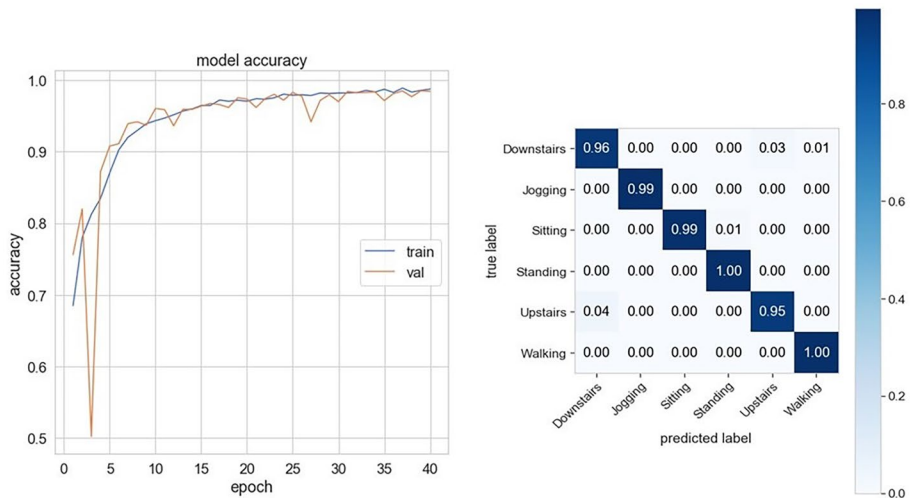 model accuracy
accuracy
1.0
0.9
0.8
0.7
0.6
0.5
train
val
0 5 10 15 20 25 30 35 40
epoch
true label
Downstairs 0.96 0.00 0.00 0.00 0.03 0.01
Jogging 0.00 0.99 0.00 0.00 0.00 0.00
Sitting 0.00 0.00 0.99 0.01 0.00 0.00
Standing 0.00 0.00 0.00 1.00 0.00 0.00
Upstairs 0.04 0.00 0.00 0.00 0.95 0.00
Walking 0.00 0.00 0.00 0.00 0.00 1.00
Downstairs Jogging Sitting Standing Upstairs Walking
predicted label
0.8
0.6
0.4
0.2
0.0